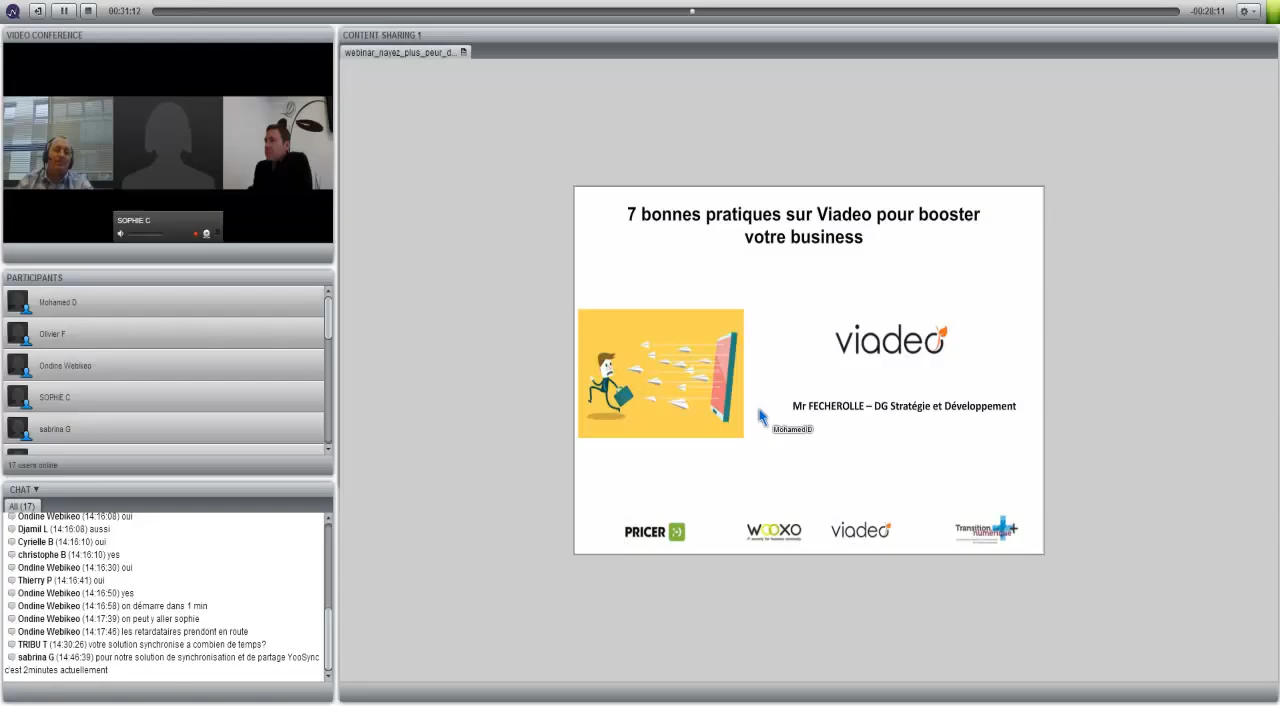 00:31:12
-00:28:11
VIDEO CONFERENCE
SOPHIE C
PARTICIPANTS
Mohamed D
Olivier F
Ondine Webikeo
SOPHIE C
sabrina G
17 users online
CHAT ▼
All (17)
Ondine Webikeo (14:16:08) oui
Djamil L (14:16:08) aussi
Cyrielle B (14:16:10) oui
christophe B (14:16:10) yes
Ondine Webikeo (14:16:30) oui
Thierry P (14:16:41) oui
Ondine Webikeo (14:16:50) yes
Ondine Webikeo (14:16:58) on démarre dans 1 min
Ondine Webikeo (14:17:39) on peut y aller sophie
Ondine Webikeo (14:17:46) les retardataires prendont en route
TRIBU T (14:30:26) votre solution synchronise a combien de temps?
sabrina G (14:46:39) pour notre solution de synchronisation et de partage YooSync
c'est 2minutes actuellement
CONTENT SHARING 1
webinar_nayez_plus_peur_d...
7 bonnes pratiques sur Viadeo pour booster
votre business
viadeo
Mr FECHEROLLE – DG Stratégie et Développement
Mohamed D
PRICER
WOOXO
viadeo
Transition
numérique +